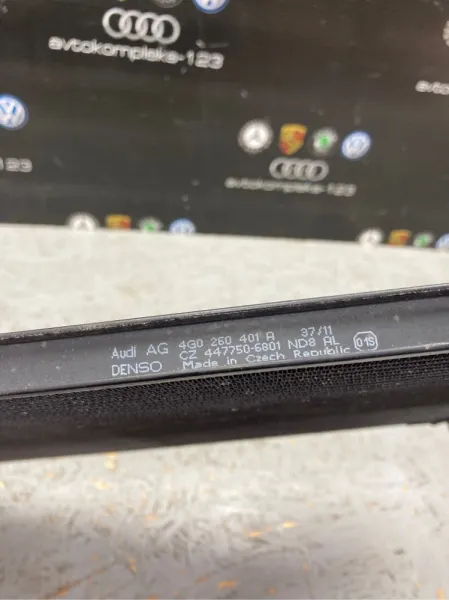 avtokompleks-123
avtokompleks-123
Audi AG 4G0 260 401 A 37/11
DENSO CZ 447750-6801 ND8 AL
Made in Czech Republic